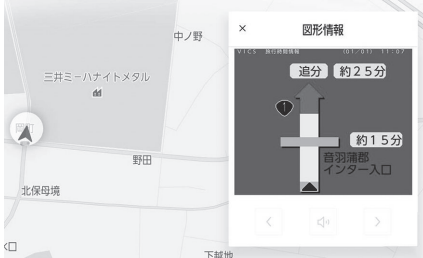 中ノ野
三井ミーハナイトメタル
野田
北保母境
下越地
×
図形情報
VICS 旅行時間情報 (01/01) 11:07
追分 約25分
1
約15分
音羽蒲郡
インター入口